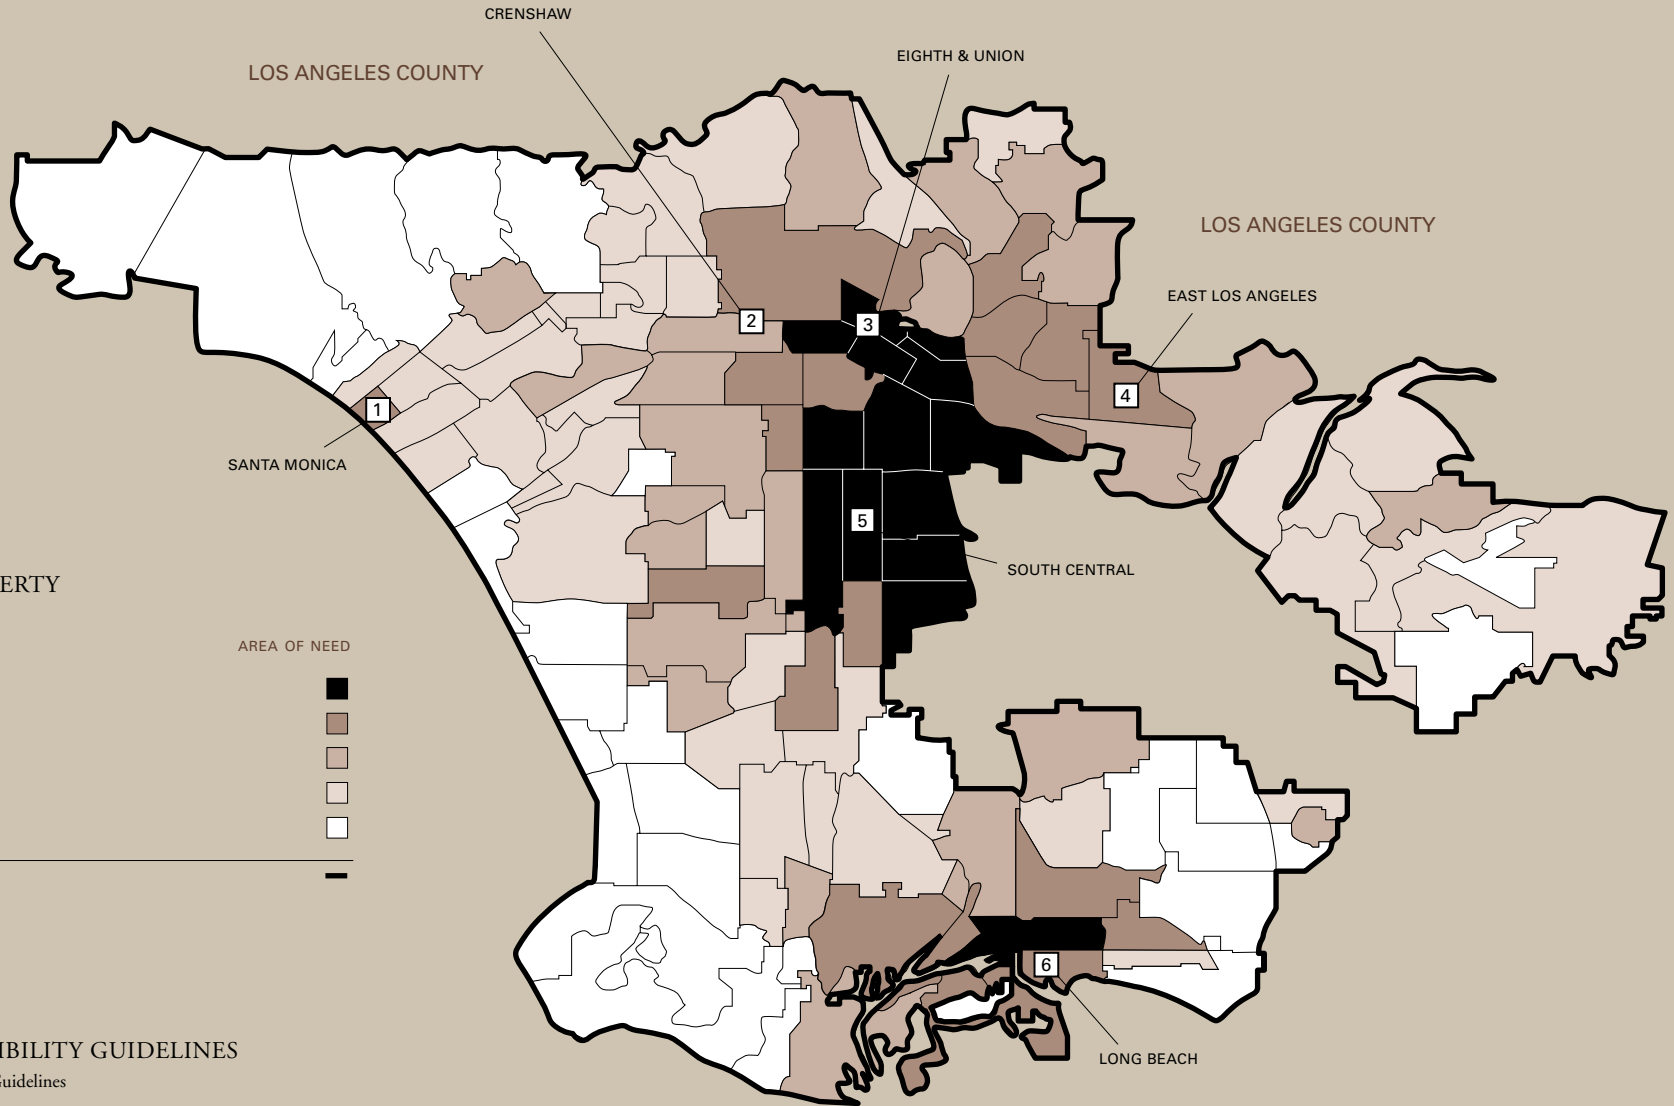 CRENSHAW
EIGHTH & UNION
LOS ANGELES COUNTY
LOS ANGELES COUNTY
EAST LOS ANGELES
2
3
4
1
SANTA MONICA
5
SOUTH CENTRAL
ERTY
AREA OF NEED
6
LONG BEACH
IBILITY GUIDELINES
Guidelines